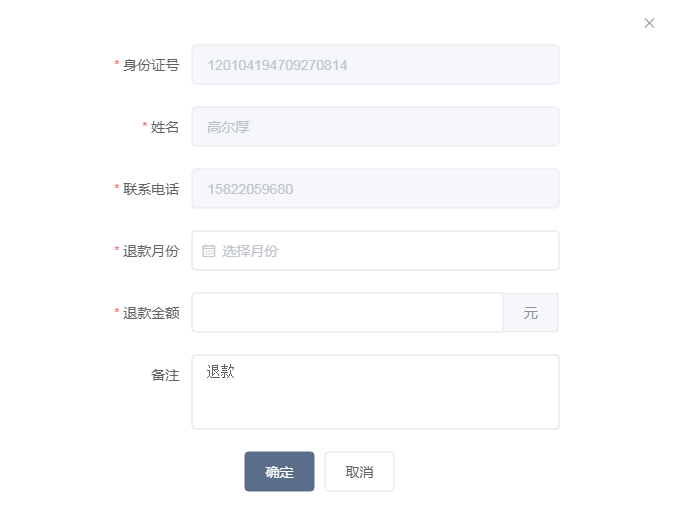 * 身份证号 120104194709270814
* 姓名 高尔厚
* 联系电话 15822059680
* 退款月份 选择月份
* 退款金额 元
备注 退款
确定 取消